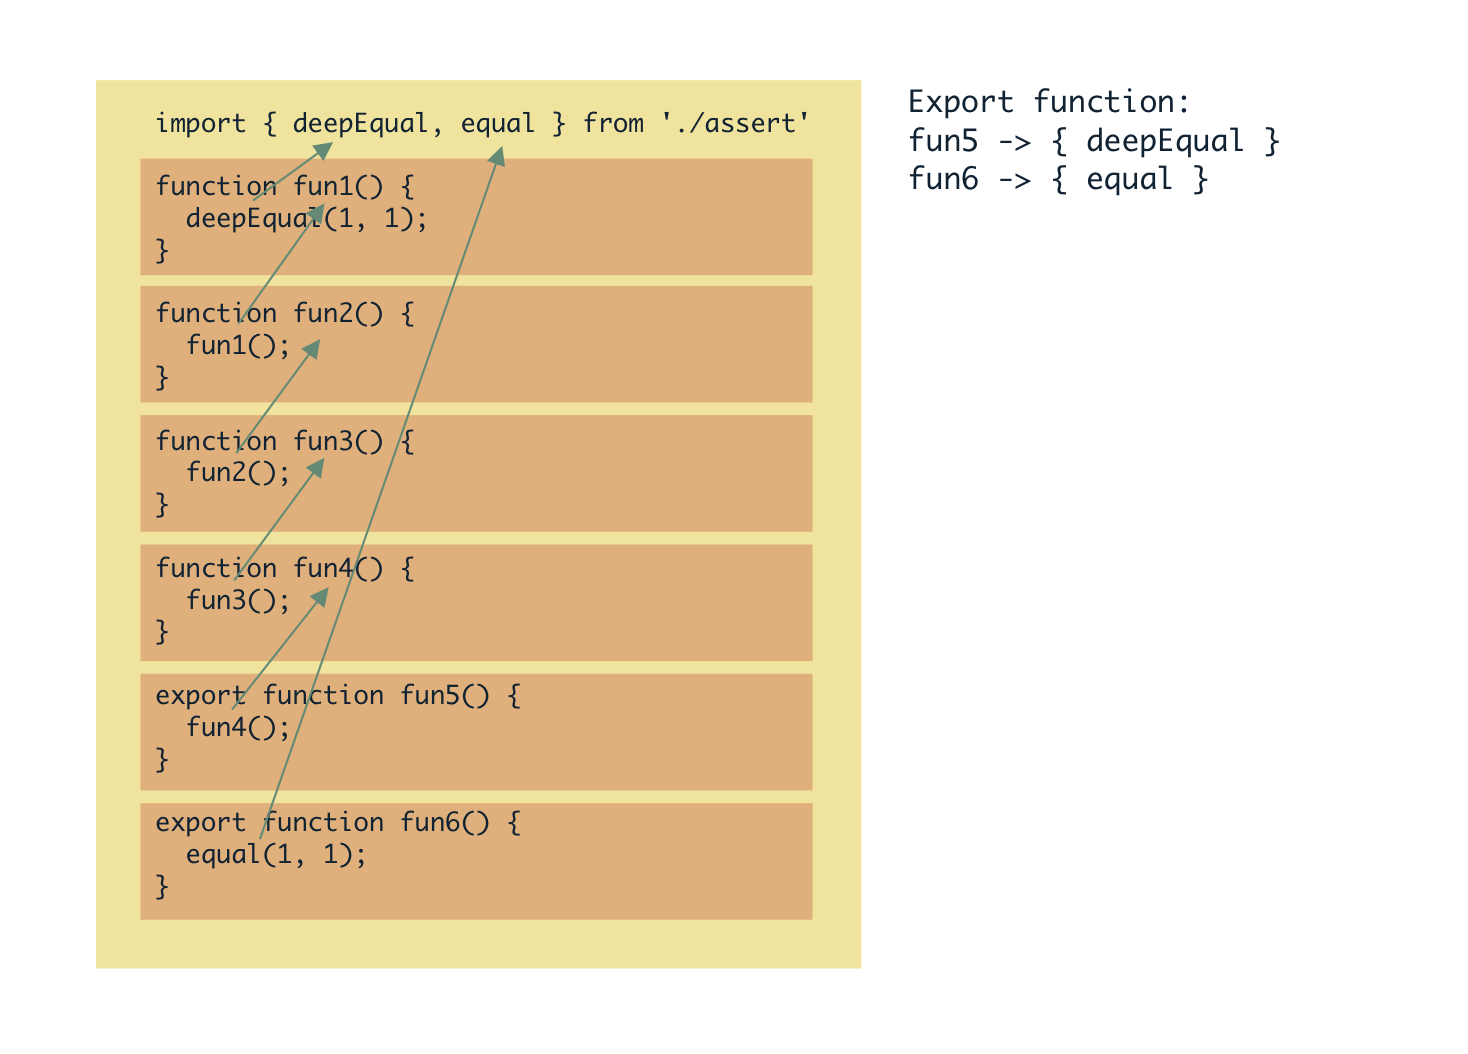 import { deepEqual, equal } from './assert'
function fun1() {
  deepEqual(1, 1);
}
function fun2() {
  fun1();
}
function fun3() {
  fun2();
}
function fun4() {
  fun3();
}
export function fun5() {
  fun4();
}
export function fun6() {
  equal(1, 1);
}
Export function:
fun5 -> { deepEqual }
fun6 -> { equal }